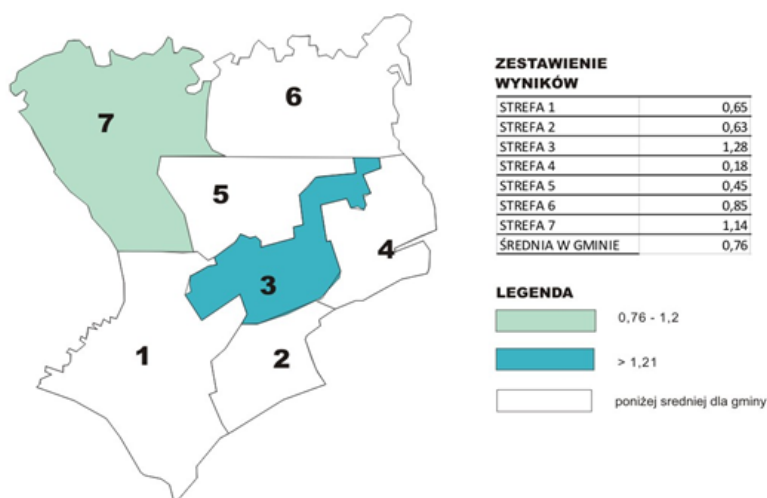 7
6
5
4
3
1
2
ZESTAWIENIE
WYNIKÓW
STREFA 1 0,65
STREFA 2 0,63
STREFA 3 1,28
STREFA 4 0,18
STREFA 5 0,45
STREFA 6 0,85
STREFA 7 1,14
ŚREDNIA W GMINIE 0,76
LEGENDA
0,76 - 1,2
> 1,21
poniżej sredniej dla gminy